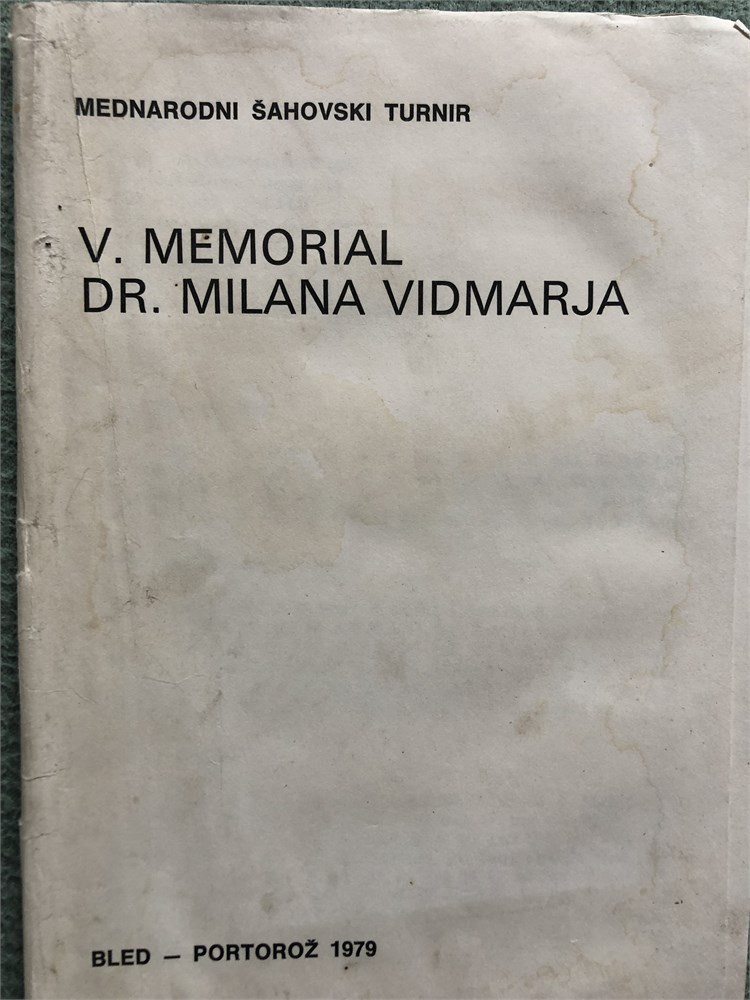 MEDNARODNI ŠAHOVSKI TURNIR
V. MEMORIAL
DR. MILANA VIDMARJA
BLED — PORTOROŽ 1979